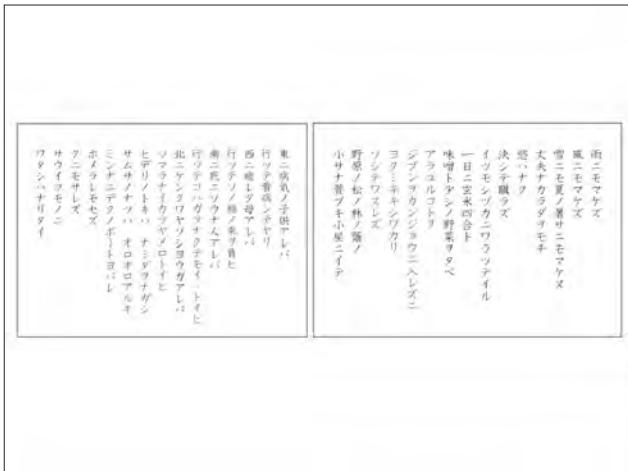 雨ニモマケズ
風ニモマケズ
雪ニモ夏ノ暑サニモマケヌ
丈夫ナカラダヲモチ
慾ハナク
決シテ瞋ラズ
イツモシヅカニワラッテイル
一日ニ玄米四合ト
味噌ト少シノ野菜ヲタベ
アラユルコトヲ
ジブンヲカンジョウニ入レズニ
ヨクミキキシワカリ
ソシテワスレズ
野原ノ松ノ林ノ蔭ノ
小サナ萱ブキ小屋ニイテ
東ニ病気ノ子供アレバ
行ッテ看病シテヤリ
西ニ疲レタ母アレバ
行ッテソノ稲ノ束ヲ負ヒ
南ニ死ニソウナ人アレバ
行ッテコハガラナクテモイヽトイヒ
北ニケンクヮヤソショウガアレバ
ツマラナイカラヤメロトイヒ
ヒデリノトキハ ナミダヲナガシ
サムサノナツハ オロオロアルキ
ミンナニデクノボートヨバレ
ホメラレモセズ
クニモサレズ
サウイフモノニ
ワタシハナリタイ